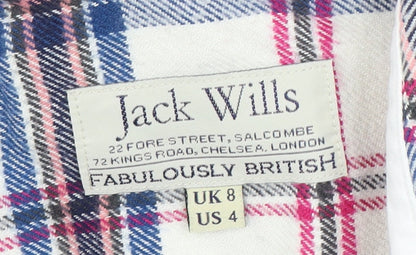 Jack Wills
22 FORE STREET, SALCOMBE
72 KINGS ROAD, CHELSEA, LONDON
FABULOUSLY BRITISH
UK 8
US 4